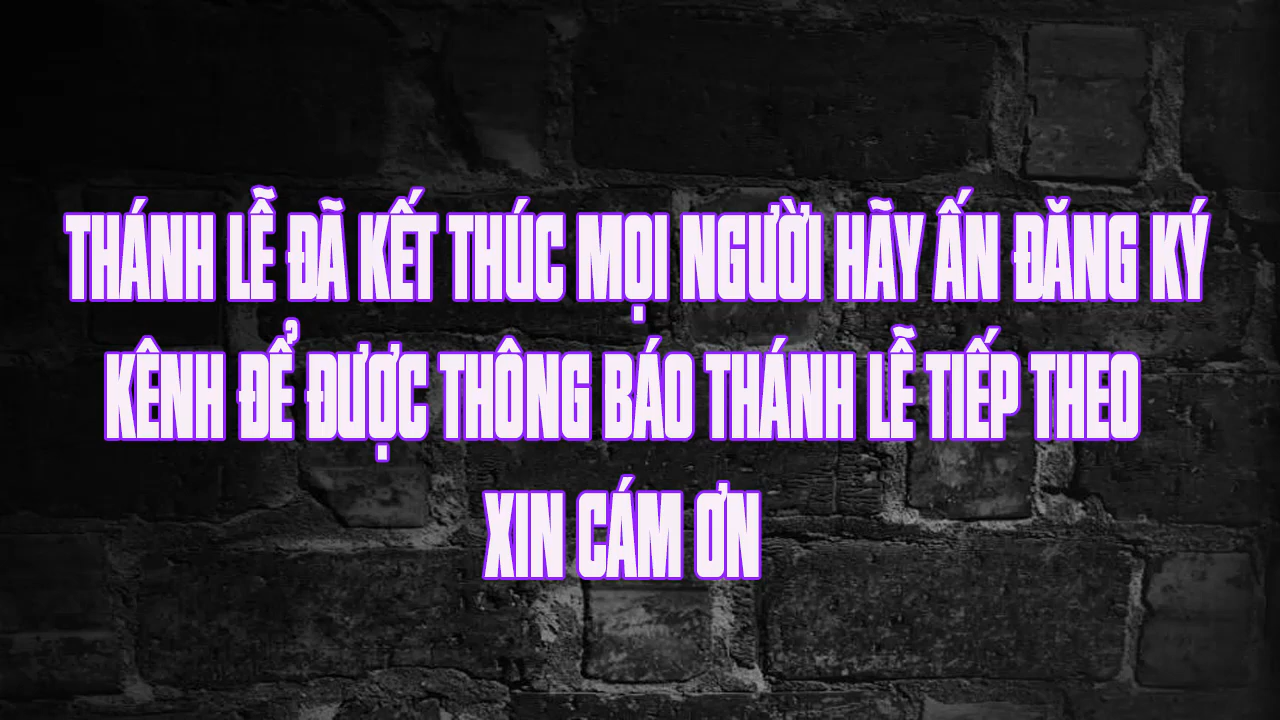 THÁNH LỄ ĐÃ KẾT THÚC MỌI NGƯỜI HÃY ẤN ĐĂNG KÝ
KÊNH ĐỂ ĐƯỢC THÔNG BÁO THÁNH LỄ TIẾP THEO
XIN CÁM ƠN